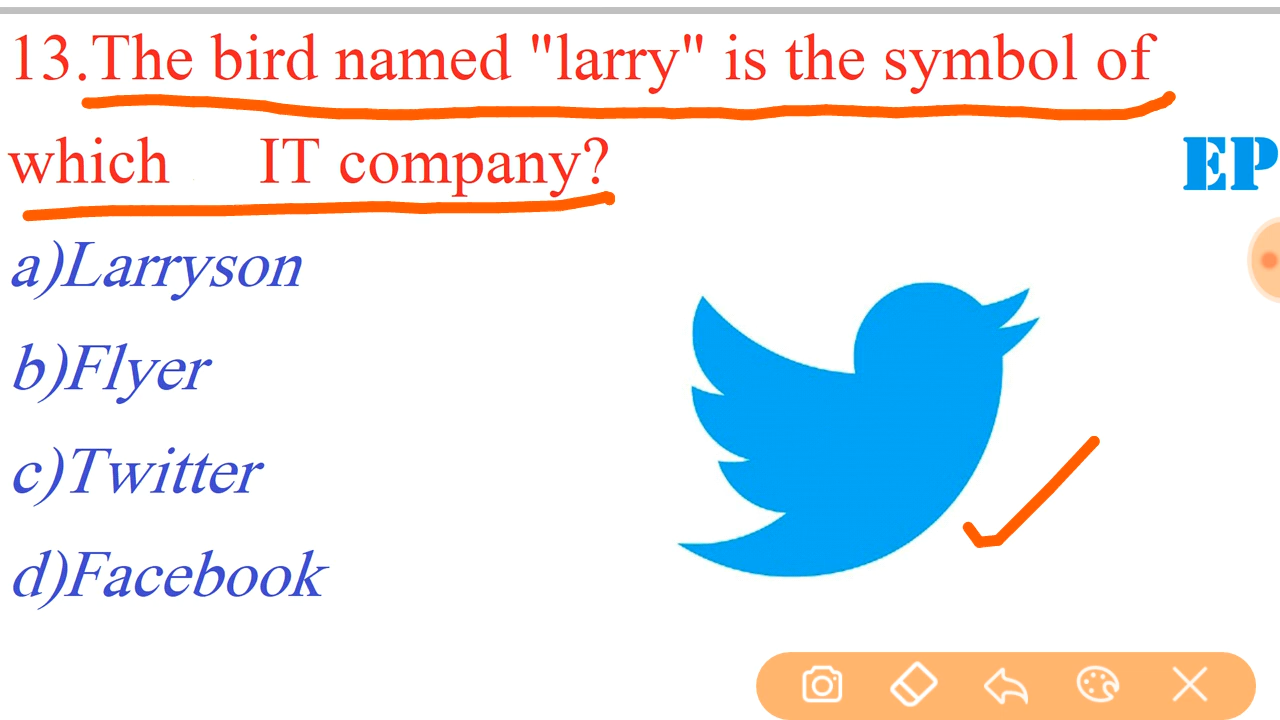 13.The bird named "larry" is the symbol of
which IT company?
EP
a)Larryson
b)Flyer
c)Twitter
d)Facebook